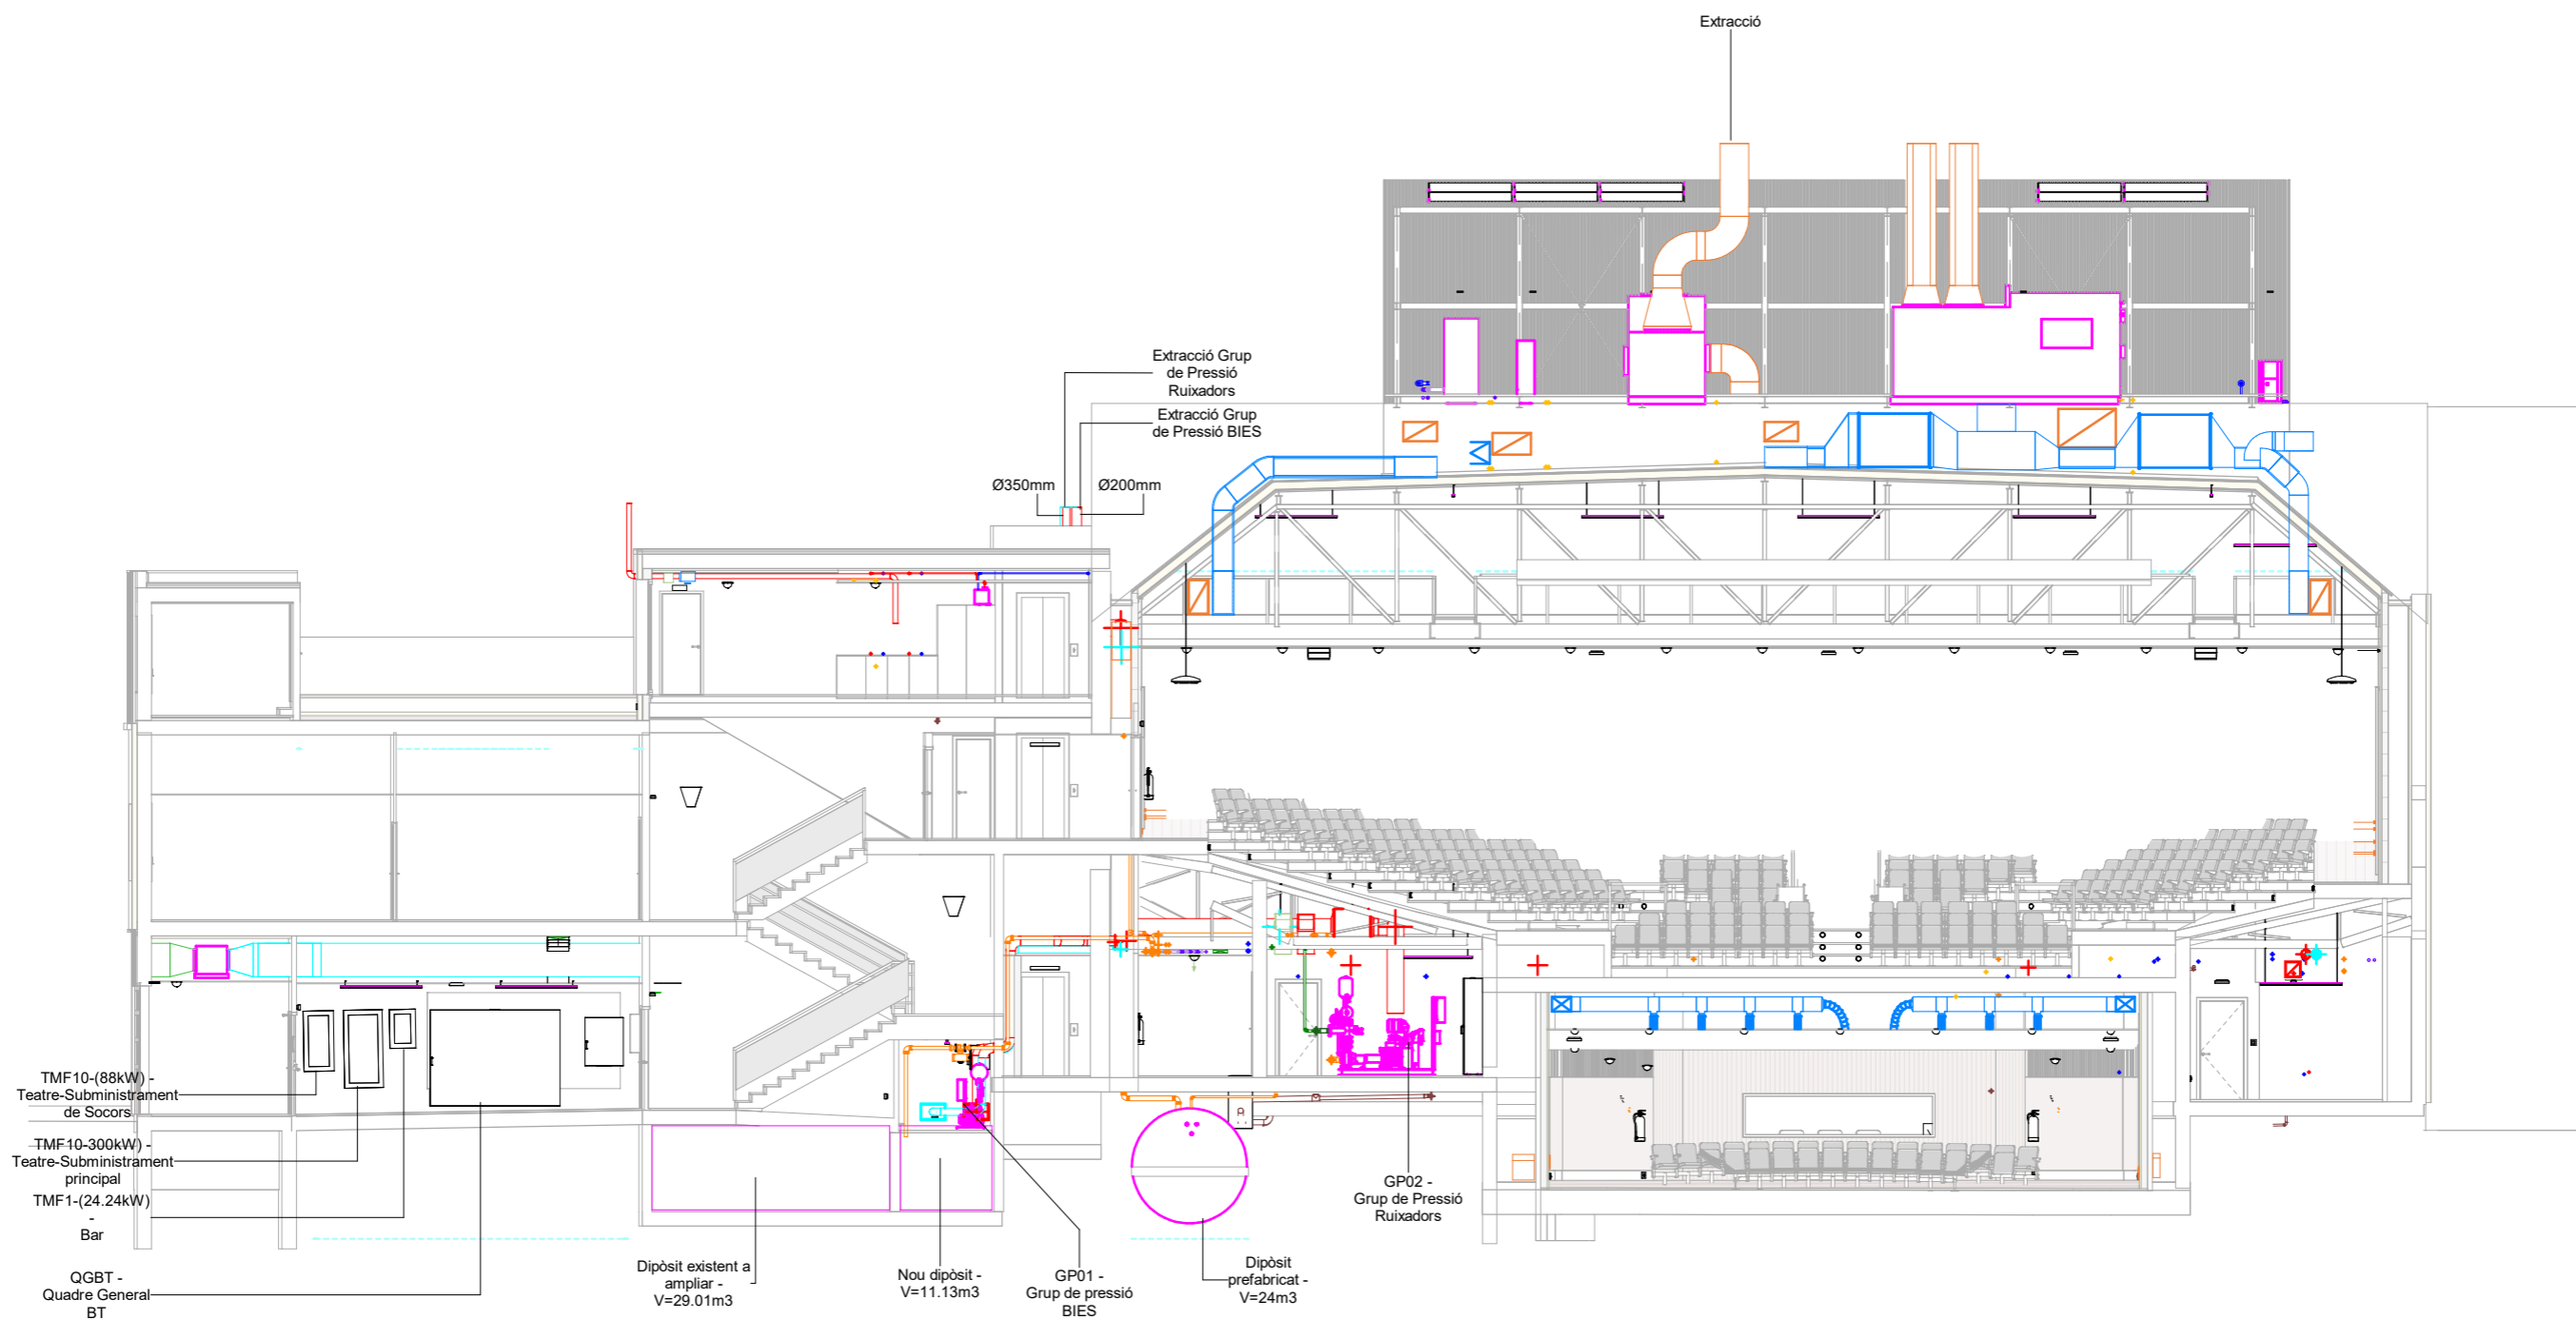 Extracció
Extracció Grup
de Pressió
Ruixadors
Extracció Grup
de Pressió BIES
Ø350mm
Ø200mm
TMF10-(88kW) -
Teatre-Subministrament
de Socors
TMF10-300kW) -
Teatre-Subministrament
principal
TMF1-(24.24kW)
-
Bar
QGBT -
Quadre General
BT
Dipòsit existent a
ampliar -
V=29.01m3
Nou dipòsit -
V=11.13m3
GP01 -
Grup de pressió
BIES
Dipòsit
prefabricat -
V=24m3
GP02 -
Grup de Pressió
Ruixadors